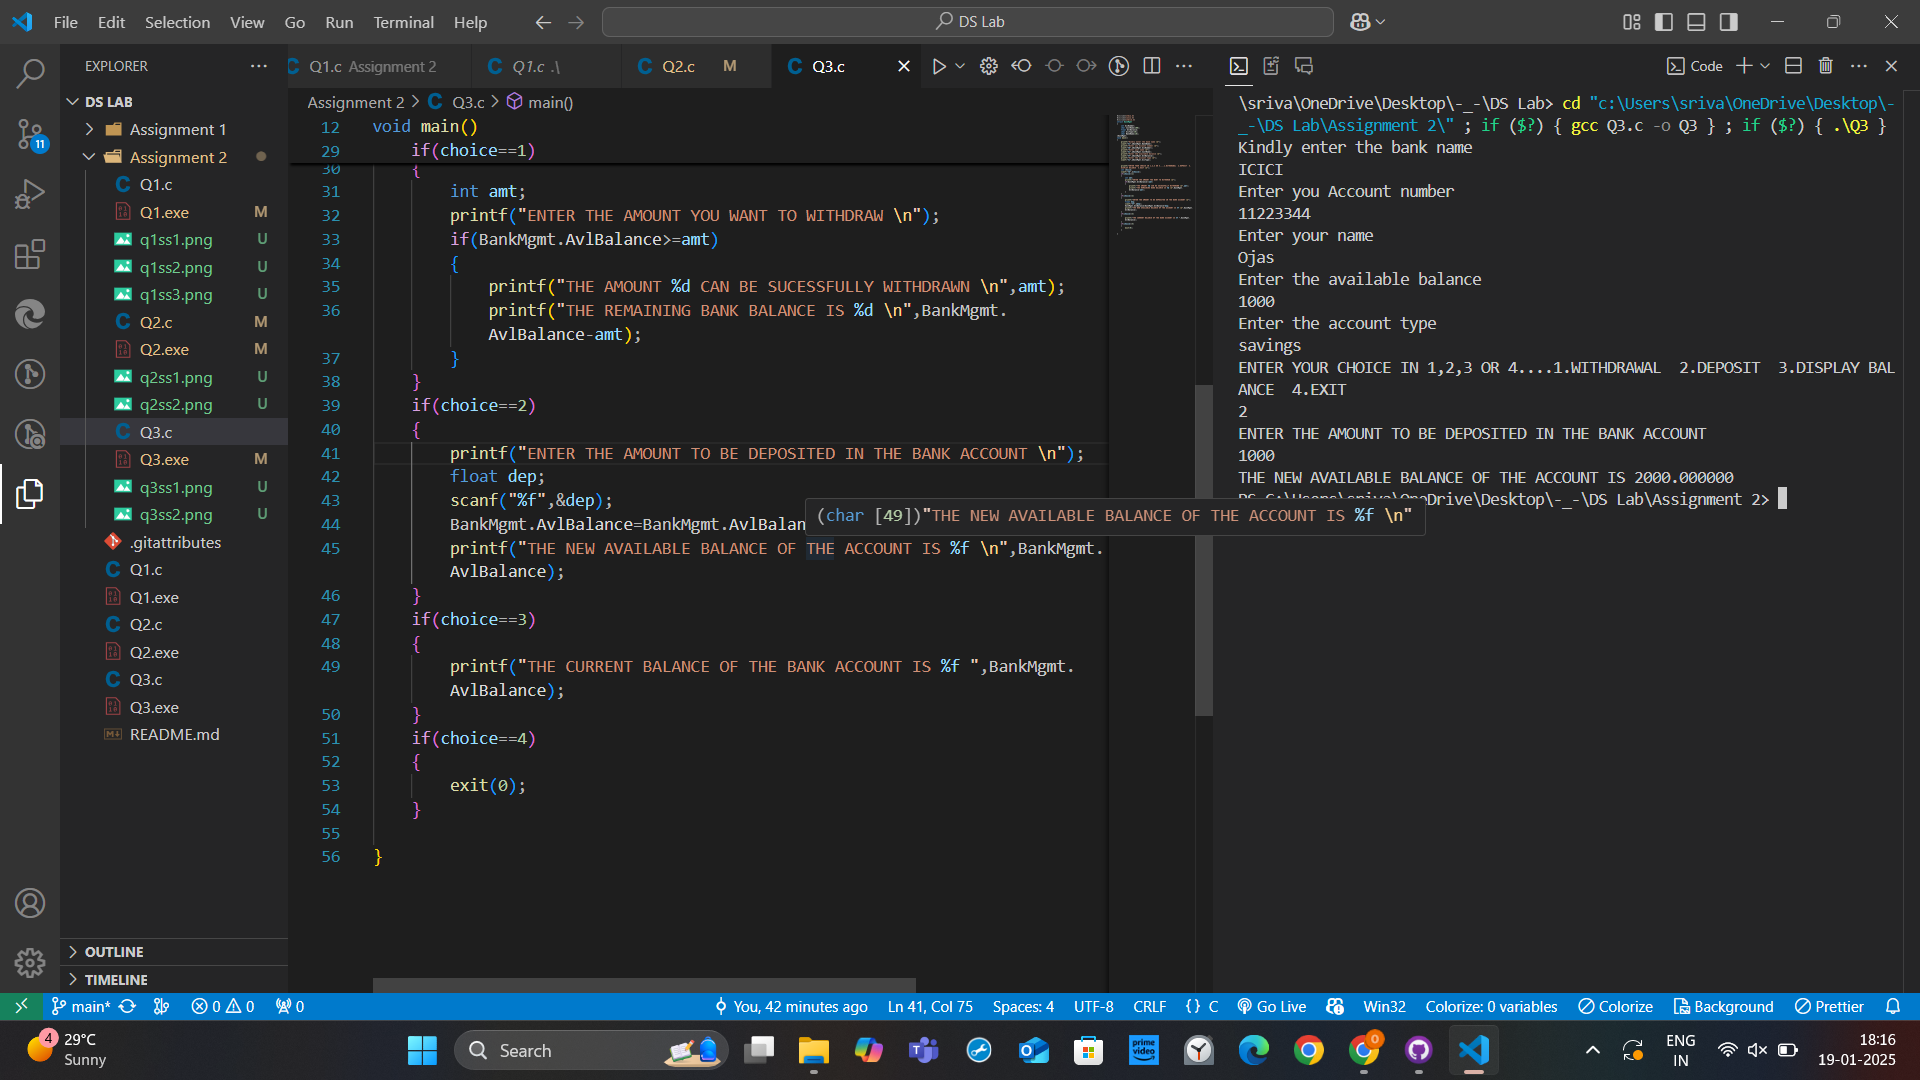 File Edit Selection View Go Run Terminal Help
DS Lab
EXPLORER
DS LAB
Assignment 1
Assignment 2
Q1.c
Q1.exe M
q1ss1.png U
q1ss2.png U
q1ss3.png U
Q2.c M
Q2.exe M
q2ss1.png U
q2ss2.png U
Q3.c
Q3.exe M
q3ss1.png U
q3ss2.png U
.gitattributes
Q1.c
Q1.exe
Q2.c
Q2.exe
Q3.c
Q3.exe
README.md
OUTLINE
TIMELINE
11
Q1.c Assignment 2
Q1.c .\
Q2.c M
Q3.c
Assignment 2 > Q3.c > main()
12 void main()
29 if(choice==1)
30 {
31 int amt;
32 printf("ENTER THE AMOUNT YOU WANT TO WITHDRAW \n");
33 if(BankMgmt.AvlBalance>=amt)
34 {
35 printf("THE AMOUNT %d CAN BE SUCESSFULLY WITHDRAWN \n",amt);
36 printf("THE REMAINING BANK BALANCE IS %d \n",BankMgmt.
AvlBalance-amt);
37 }
38 }
39 if(choice==2)
40 {
41 printf("ENTER THE AMOUNT TO BE DEPOSITED IN THE BANK ACCOUNT \n");
42 float dep;
43 scanf("%f",&dep);
44 BankMgmt.AvlBalance=BankMgmt.AvlBalan
(char [49])"THE NEW AVAILABLE BALANCE OF THE ACCOUNT IS %f \n"
45 printf("THE NEW AVAILABLE BALANCE OF THE ACCOUNT IS %f \n",BankMgmt.
AvlBalance);
46 }
47 if(choice==3)
48 {
49 printf("THE CURRENT BALANCE OF THE BANK ACCOUNT IS %f ",BankMgmt.
AvlBalance);
50 }
51 if(choice==4)
52 {
53 exit(0);
54 }
55
56 }
Code
\sriva\OneDrive\Desktop\-_-\DS Lab> cd "c:\Users\sriva\OneDrive\Desktop\-
_-\DS Lab\Assignment 2\" ; if ($?) { gcc Q3.c -o Q3 } ; if ($?) { .\Q3 }
Kindly enter the bank name
ICICI
Enter you Account number
11223344
Enter your name
Ojas
Enter the available balance
1000
Enter the account type
savings
ENTER YOUR CHOICE IN 1,2,3 OR 4....1.WITHDRAWAL  2.DEPOSIT  3.DISPLAY BAL
ANCE  4.EXIT
2
ENTER THE AMOUNT TO BE DEPOSITED IN THE BANK ACCOUNT
1000
THE NEW AVAILABLE BALANCE OF THE ACCOUNT IS 2000.000000
PS C:\Users\sriva\OneDrive\Desktop\-_-\DS Lab\Assignment 2>
main* 0 0 0 You, 42 minutes ago Ln 41, Col 75 Spaces: 4 UTF-8 CRLF {} C Go Live Win32 Colorize: 0 variables Colorize Background Prettier
4 29°C
Sunny
Search
prime
video
0
ENG
IN
18:16
19-01-2025